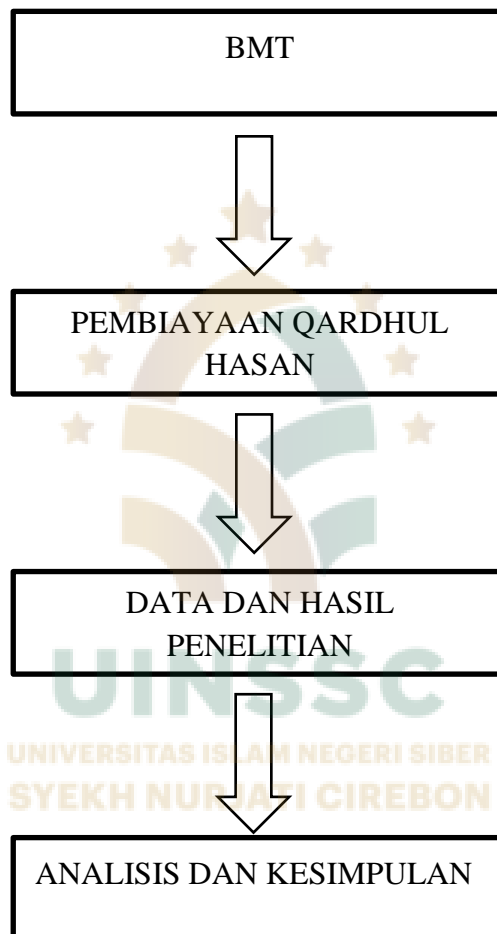 BMT
PEMBIAYAAN QARDHUL
HASAN
DATA DAN HASIL
PENELITIAN
UINSSC
UNIVERSITAS ISLAM NEGERI SIBER
SYEKH NURJATI CIREBON
ANALISIS DAN KESIMPULAN